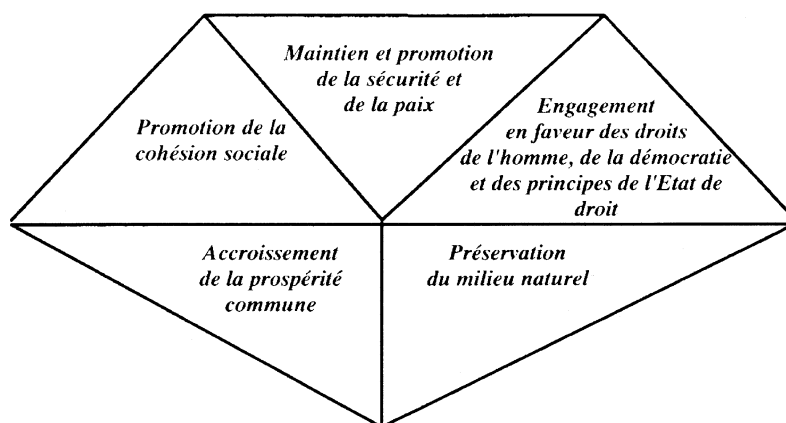 Maintien et promotion
de la sécurité et
de la paix
Promotion de la
cohésion sociale
Engagement
en faveur des droits
de l'homme, de la démocratie
et des principes de l'Etat de
droit
Accroissement
de la prospérité
commune
Préservation
du milieu naturel